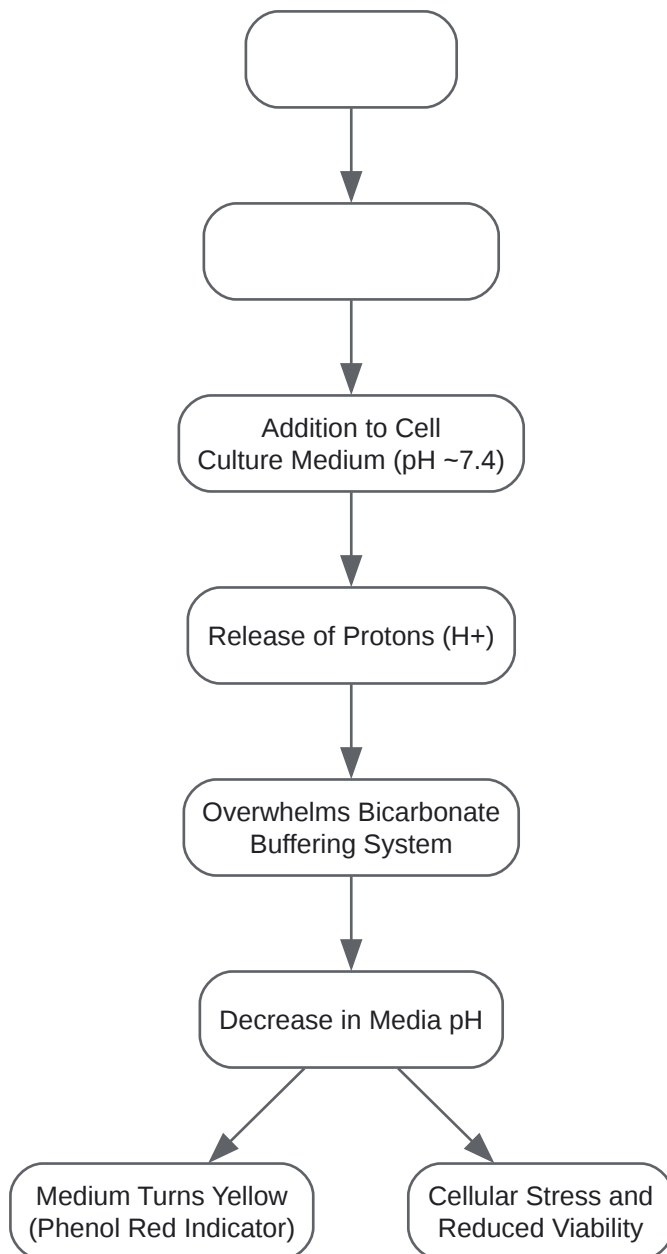 Addition to Cell
Culture Medium (pH ~7.4)
Release of Protons (H+)
Overwhelms Bicarbonate
Buffering System
Decrease in Media pH
Medium Turns Yellow
(Phenol Red Indicator)
Cellular Stress and
Reduced Viability